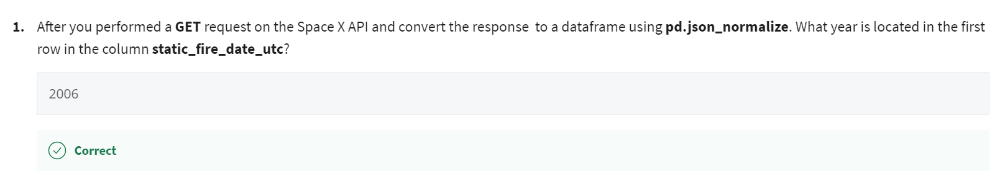 1. After you performed a GET request on the Space X API and convert the response to a dataframe using pd.json_normalize. What year is located in the first
row in the column static_fire_date_utc?
2006
Correct